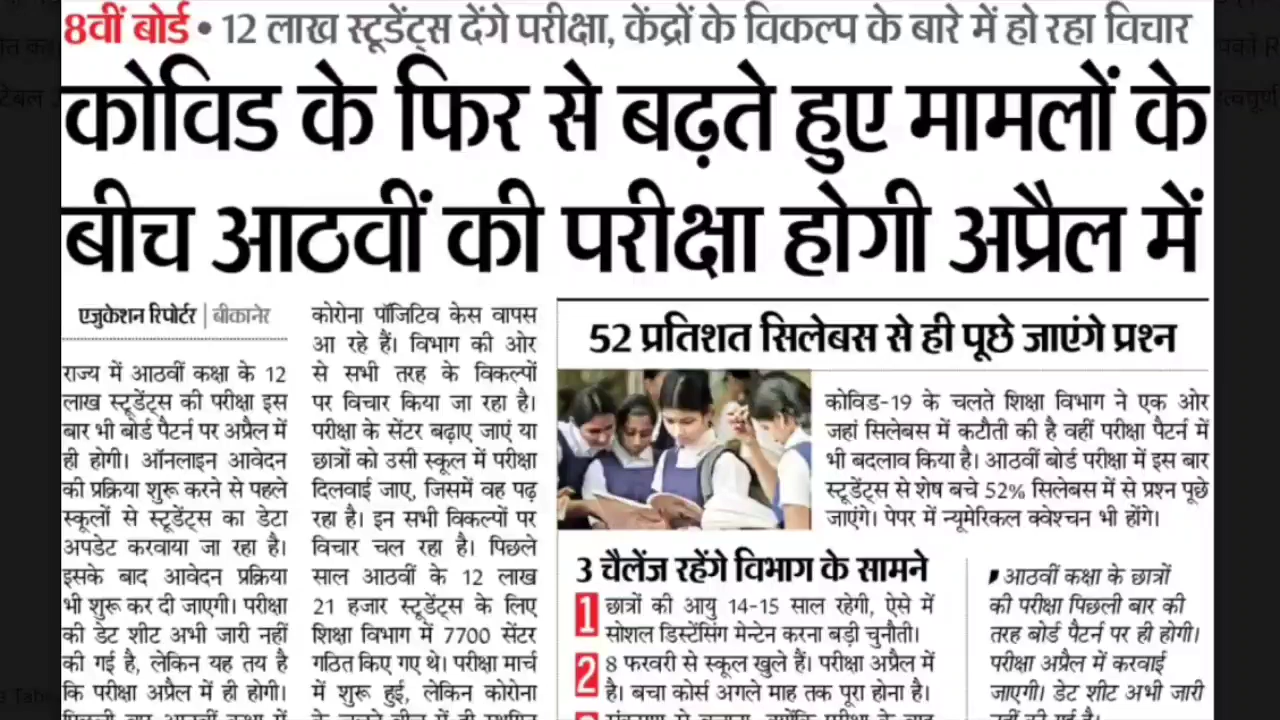 8वीं बोर्ड • 12 लाख स्टूडेंट्स देंगे परीक्षा, केंद्रों के विकल्प के बारे में हो रहा विचार
कोविड के फिर से बढ़ते हुए मामलों के
बीच आठवीं की परीक्षा होगी अप्रैल में
एजुकेशन रिपोर्टर | बीकानेर
राज्य में आठवीं कक्षा के 12
लाख स्टूडेंट्स की परीक्षा इस
बार भी बोर्ड पैटर्न पर अप्रैल में
ही होगी। ऑनलाइन आवेदन
की प्रक्रिया शुरू करने से पहले
स्कूलों से स्टूडेंट्स का डेटा
अपडेट करवाया जा रहा है।
इसके बाद आवेदन प्रक्रिया
भी शुरू कर दी जाएगी। परीक्षा
की डेट शीट अभी जारी नहीं
की गई है, लेकिन यह तय है
कि परीक्षा अप्रैल में ही होगी।
कोरोना पॉजिटिव केस वापस
आ रहे हैं। विभाग की ओर
से सभी तरह के विकल्पों
पर विचार किया जा रहा है।
परीक्षा के सेंटर बढ़ाए जाएं या
छात्रों को उसी स्कूल में परीक्षा
दिलवाई जाए, जिसमें वह पढ़
रहा है। इन सभी विकल्पों पर
विचार चल रहा है। पिछले
साल आठवीं के 12 लाख
21 हजार स्टूडेंट्स के लिए
शिक्षा विभाग में 7700 सेंटर
गठित किए गए थे। परीक्षा मार्च
में शुरू हुई, लेकिन कोरोना
52 प्रतिशत सिलेबस से ही पूछे जाएंगे प्रश्न
कोविड-19 के चलते शिक्षा विभाग ने एक ओर
जहां सिलेबस में कटौती की है वहीं परीक्षा पैटर्न में
भी बदलाव किया है। आठवीं बोर्ड परीक्षा में इस बार
स्टूडेंट्स से शेष बचे 52% सिलेबस में से प्रश्न पूछे
जाएंगे। पेपर में न्यूमेरिकल क्वेश्चन भी होंगे।
3 चैलेंज रहेंगे विभाग के सामने
1 छात्रों की आयु 14-15 साल रहेगी, ऐसे में
सोशल डिस्टेंसिंग मेन्टेन करना बड़ी चुनौती।
2 8 फरवरी से स्कूल खुले हैं। परीक्षा अप्रैल में
है। बचा कोर्स अगले माह तक पूरा होना है।
आठवीं कक्षा के छात्रों
की परीक्षा पिछली बार की
तरह बोर्ड पैटर्न पर ही होगी।
परीक्षा अप्रैल में करवाई
जाएगी। डेट शीट अभी जारी